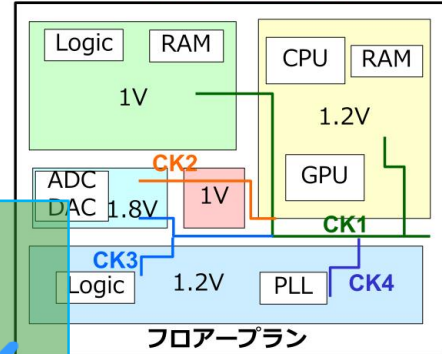 Logic
RAM
1V
CPU
RAM
1.2V
GPU
CK2
ADC
DAC
1.8V
1V
CK1
CK3
Logic
1.2V
PLL
CK4
フロアープラン